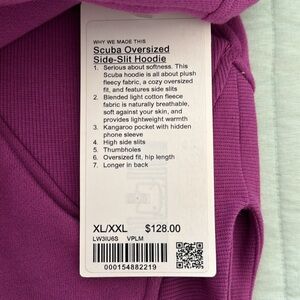 WHY WE MADE THIS
Scuba Oversized
Side-Slit Hoodie
1. Serious about softness. This
Scuba hoodie is all about plush
fleecy fabric, a cozy oversized
fit, and features side slits
2. Blended light cotton fleece
fabric is naturally breathable,
soft against your skin, and
provides lightweight warmth
3. Kangaroo pocket with hidden
phone sleeve
4. High side slits
5. Thumbholes
6. Oversized fit, hip length
7. Longer in back
XL/XXL $128.00
LW3IU6S VPLM
000154882219